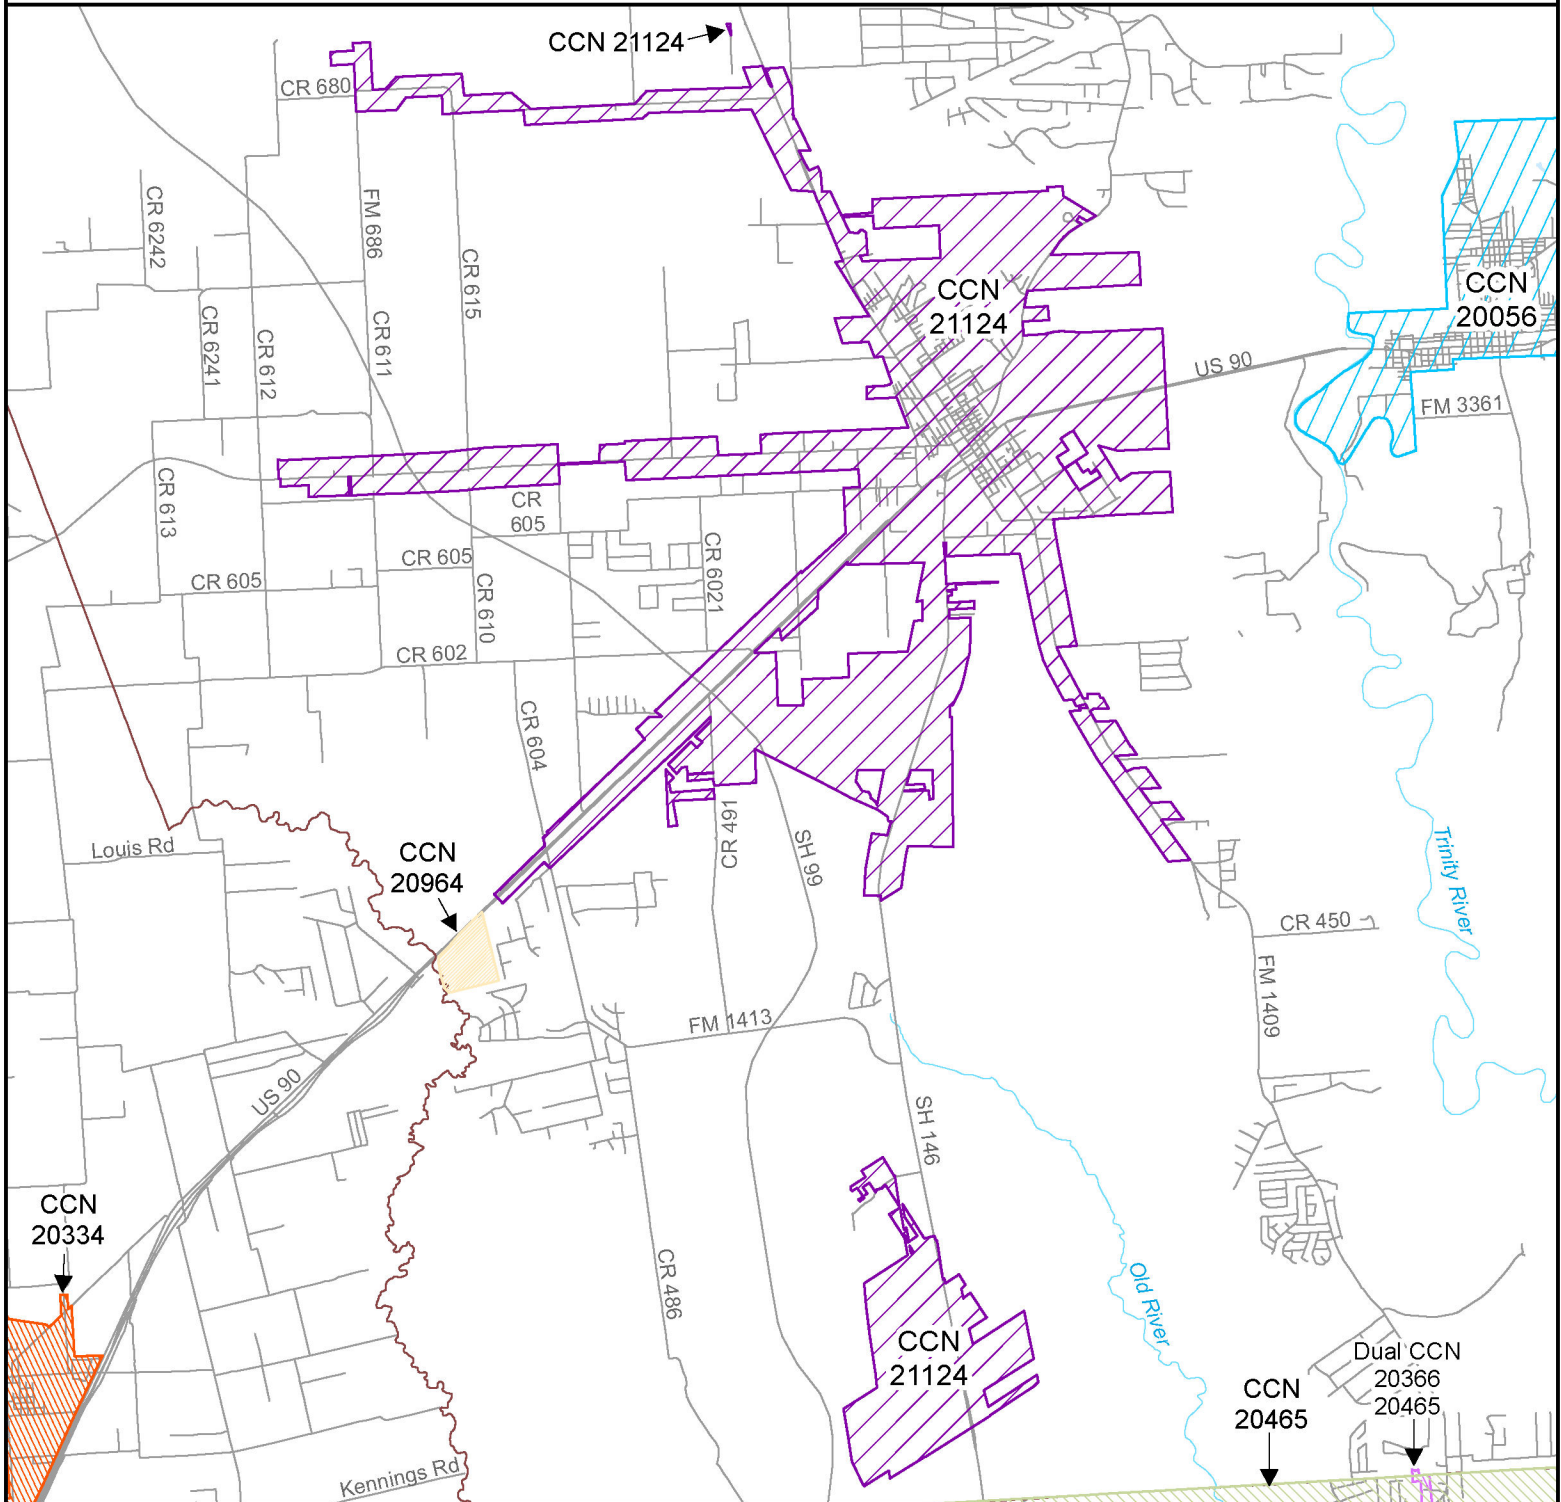 CCN 21124
CR 680
CR 6242
FM 686
CR 615
CCN
21124
CCN
20056
CR 6241
CR 612
CR 611
US 90
FM 3361
CR 613
CR
605
CR 605
CR 605
CR 610
CR 6021
CR 602
CR 604
CR 491
SH 99
Louis Rd
CCN
20964
Trinity River
CR 450
FM 1409
FM 1413
US 90
SH 146
CCN
20334
CR 486
Old River
CCN
21124
Dual CCN
20366
20465
CCN
20465
Kennings Rd